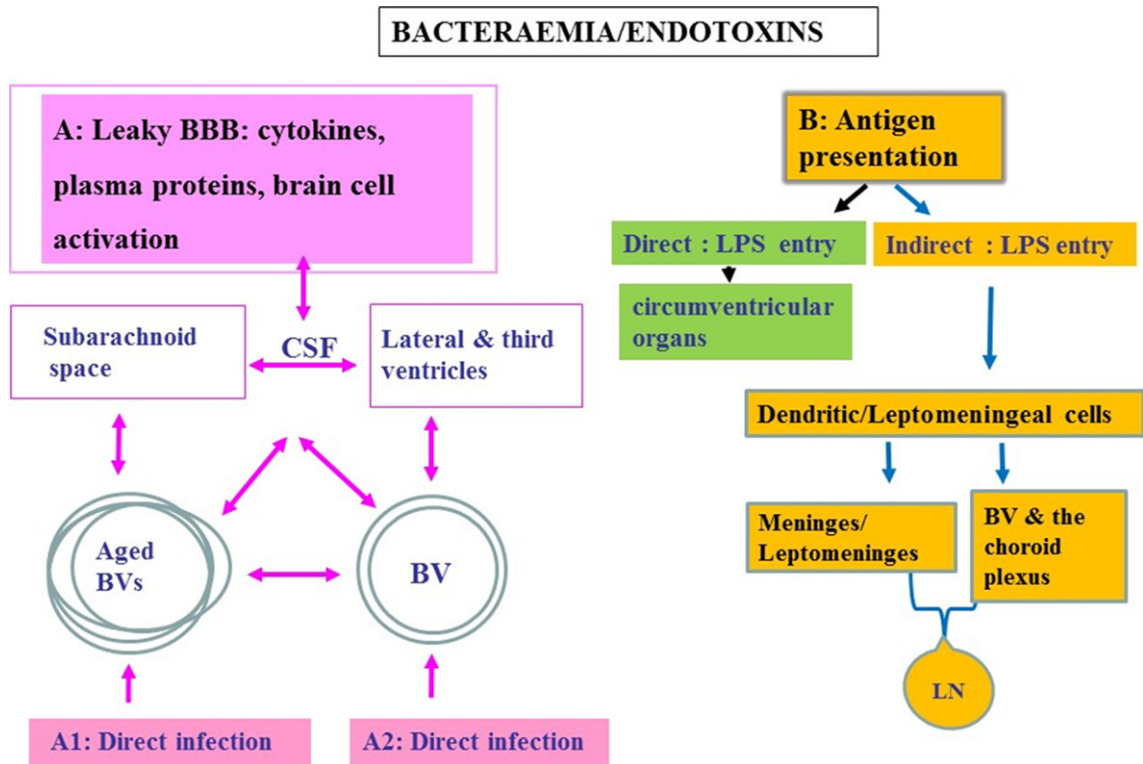 BACTERAEMIA/ENDOTOXINS
A: Leaky BBB: cytokines,
plasma proteins, brain cell
activation
B: Antigen
presentation
Direct : LPS entry
Indirect : LPS entry
circumventricular
organs
Subarachnoid
space
CSF
Lateral & third
ventricles
Dendritic/Leptomeningeal cells
Aged
BVs
BV
Meninges/
Leptomeninges
BV & the
choroid
plexus
LN
A1: Direct infection
A2: Direct infection